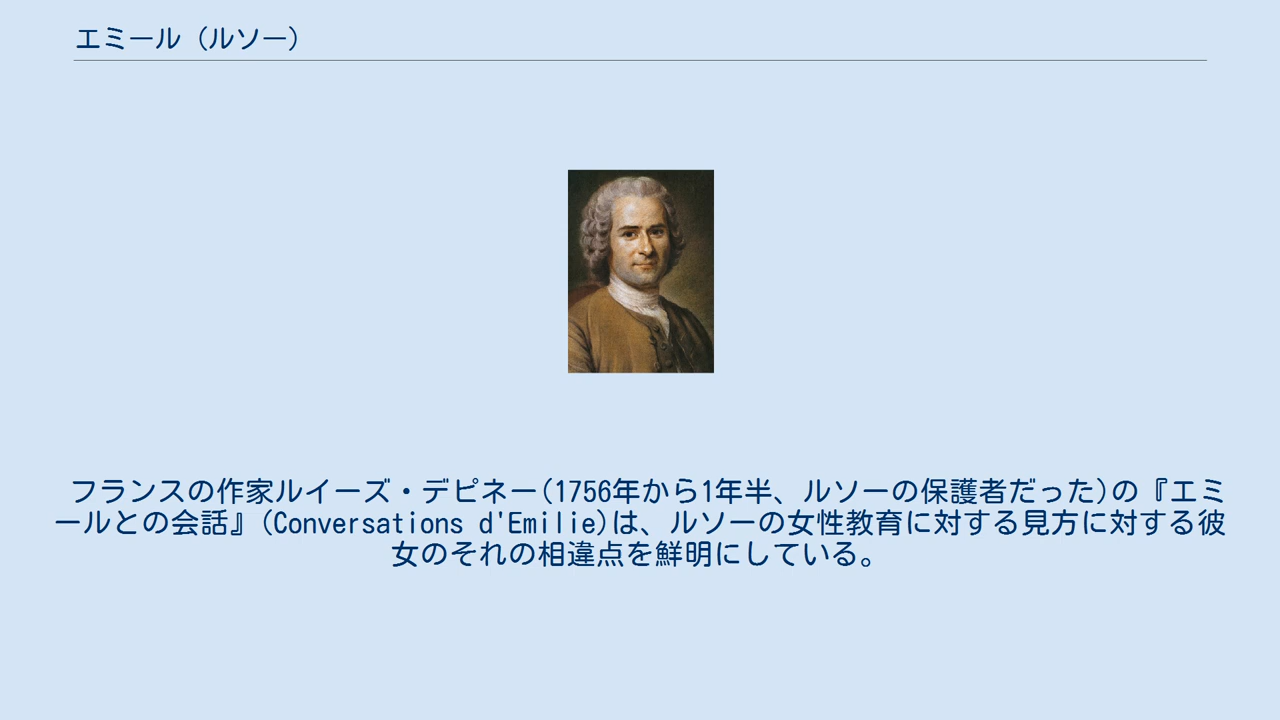 エミール（ルソー）
フランスの作家ルイーズ・デピネー(1756年から1年半、ルソーの保護者だった)の『エミ
ールとの会話』(Conversations d'Emilie)は、ルソーの女性教育に対する見方に対する彼
女のそれの相違点を鮮明にしている。